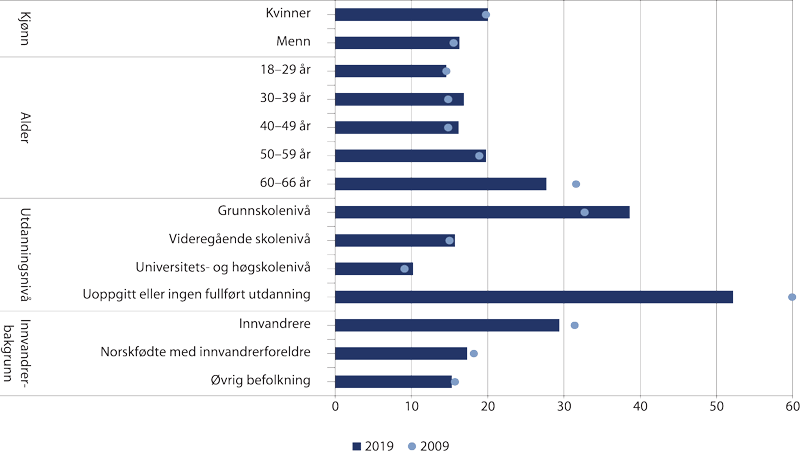 Kjønn
Kvinner
Menn
Alder
18–29 år
30–39 år
40–49 år
50–59 år
60–66 år
Utdanningsnivå
Grunnskolenivå
Videregående skolenivå
Universitets- og høgskolenivå
Uoppgitt eller ingen fullført utdanning
Innvandrer-
bakgrunn
Innvandrere
Norskfødte med innvandrerforeldre
Øvrig befolkning
0 10 20 30 40 50 60
2019 2009